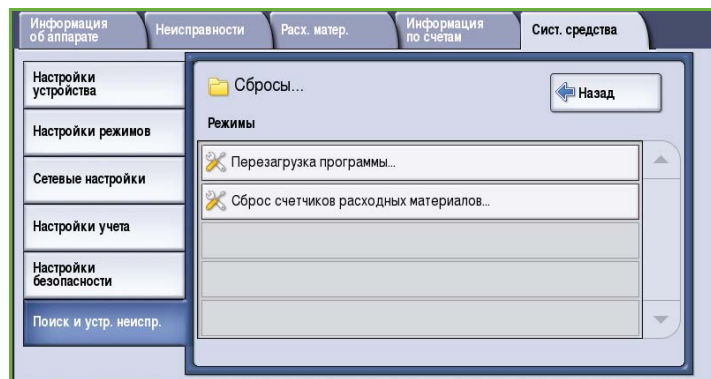 Информация
об аппарате
Неисправности
Расх. матер.
Информация
по счетам
Сист. средства
Настройки
устройства
Настройки режимов
Сетевые настройки
Настройки учета
Настройки
безопасности
Поиск и устр. неиспр.
Сбросы...
Назад
Режимы
Перезагрузка программы...
Сброс счетчиков расходных материалов...